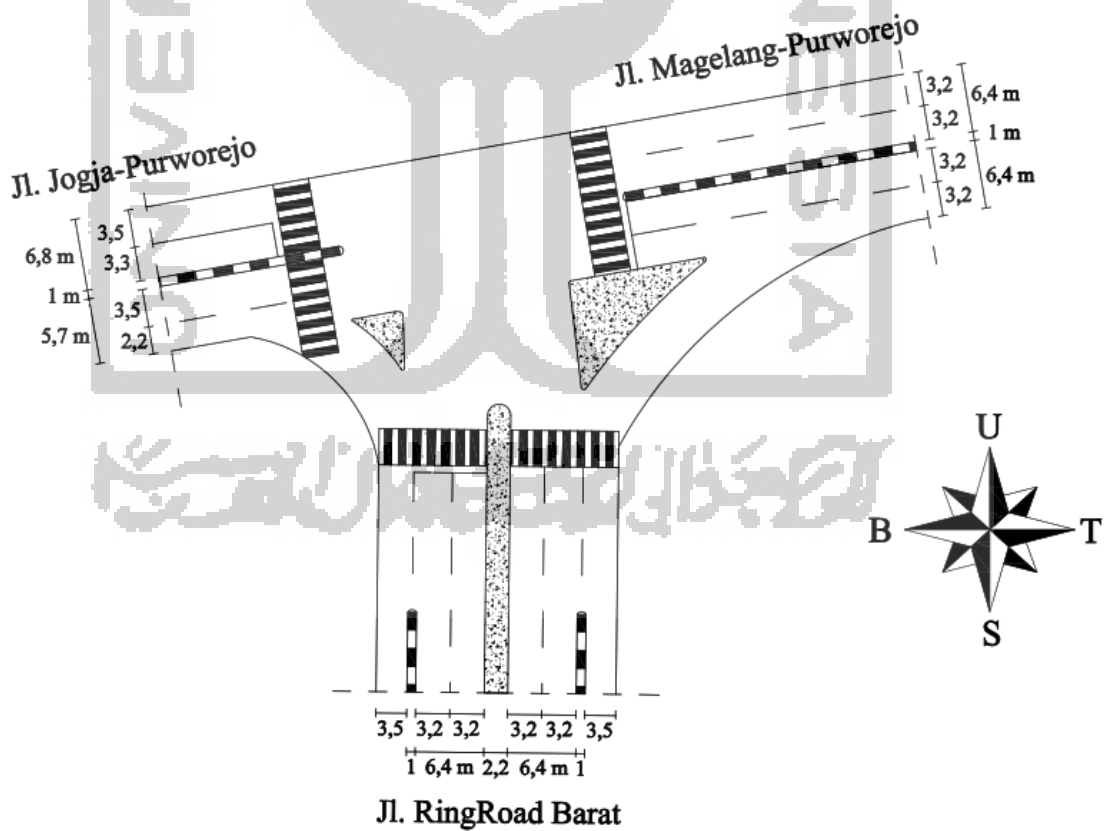 Jl. Magelang-Purworejo
3,2
6,4 m
3,2
1 m
3,2
6,4 m
3,2
Jl. Jogja-Purworejo
3,5
6,8 m
3,3
1 m
3,5
5,7 m
2,2
U
B T
S
3,5 3,2 3,2 3,2 3,2 3,5
1 6,4 m 2,2 6,4 m 1
Jl. RingRoad Barat